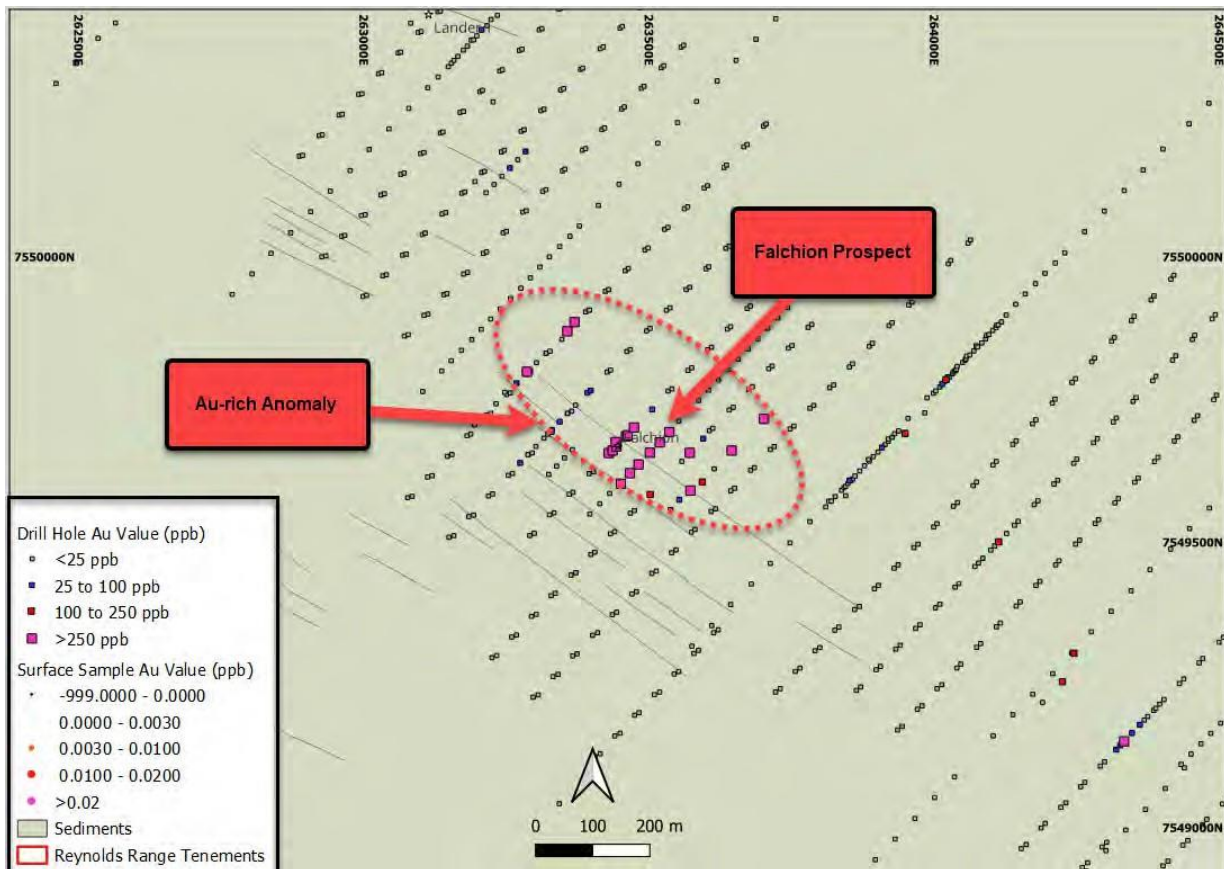 262500E
263000E
263500E
264000E
264500E
7550000N
7550000N
Falchion Prospect
Au-rich Anomaly
Falchion
7549500N
7549000N
Drill Hole Au Value (ppb)
<25 ppb
25 to 100 ppb
100 to 250 ppb
>250 ppb
Surface Sample Au Value (ppb)
-999.0000 - 0.0000
0.0000 - 0.0030
0.0030 - 0.0100
0.0100 - 0.0200
>0.02
Sediments
Reynolds Range Tenements
0 100 200 m